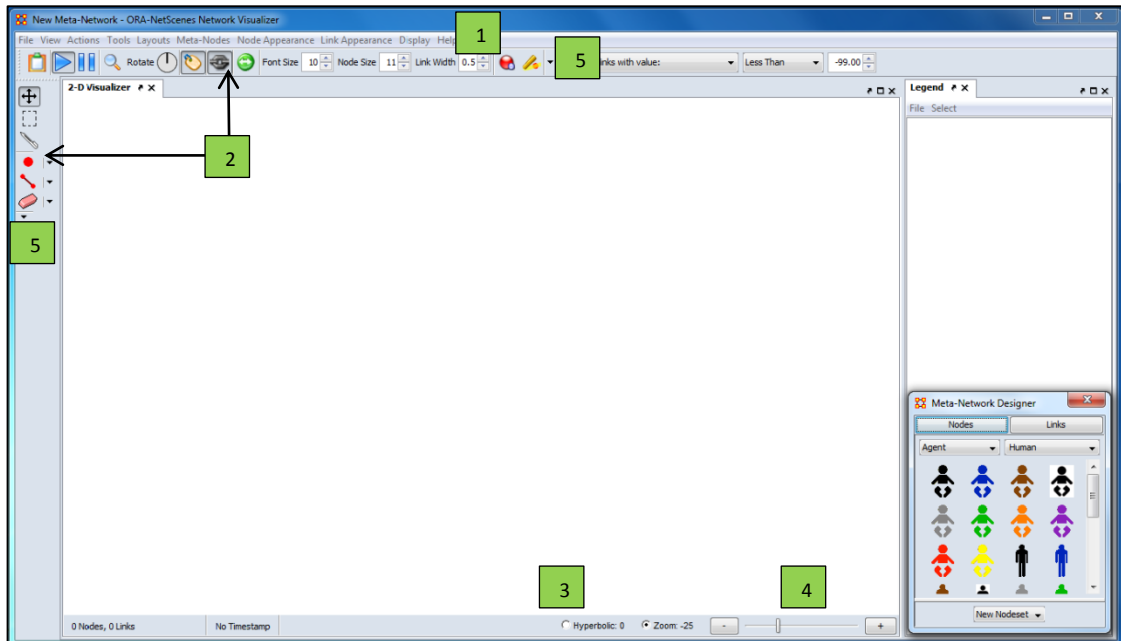 New Meta-Network - ORA-NetScenes Network Visualizer
File View Actions Tools Layouts Meta-Nodes Node Appearance Link Appearance Display Help
1
Rotate Font Size 10 Node Size 11 Link Width 0.5 5 inks with value: Less Than -99.00
2-D Visualizer
Legend
File Select
2
5
Meta-Network Designer
Nodes Links
Agent Human
New Nodeset
3
4
0 Nodes, 0 Links No Timestamp Hyperbolic: 0 Zoom: -25 - +